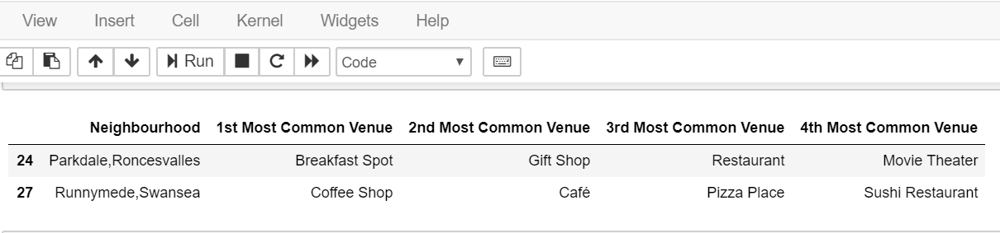 View Insert Cell Kernel Widgets Help
Run Code
Neighbourhood 1st Most Common Venue 2nd Most Common Venue 3rd Most Common Venue 4th Most Common Venue
24 Parkdale,Roncesvalles Breakfast Spot Gift Shop Restaurant Movie Theater
27 Runnymede,Swansea Coffee Shop Café Pizza Place Sushi Restaurant